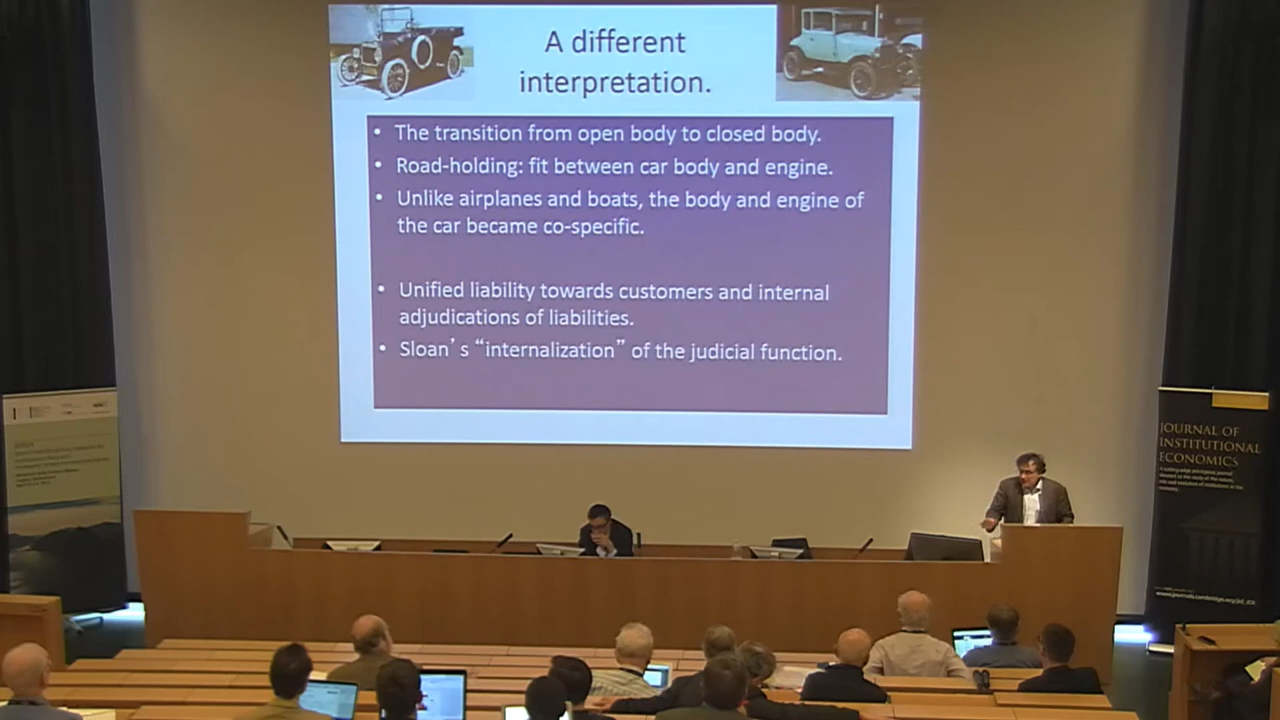 A different
interpretation.
• The transition from open body to closed body.
• Road-holding: fit between car body and engine.
• Unlike airplanes and boats, the body and engine of
the car became co-specific.
• Unified liability towards customers and internal
adjudications of liabilities.
• Sloan's “internalization” of the judicial function.
JOURNAL OF
INSTITUTIONAL
ECONOMICS